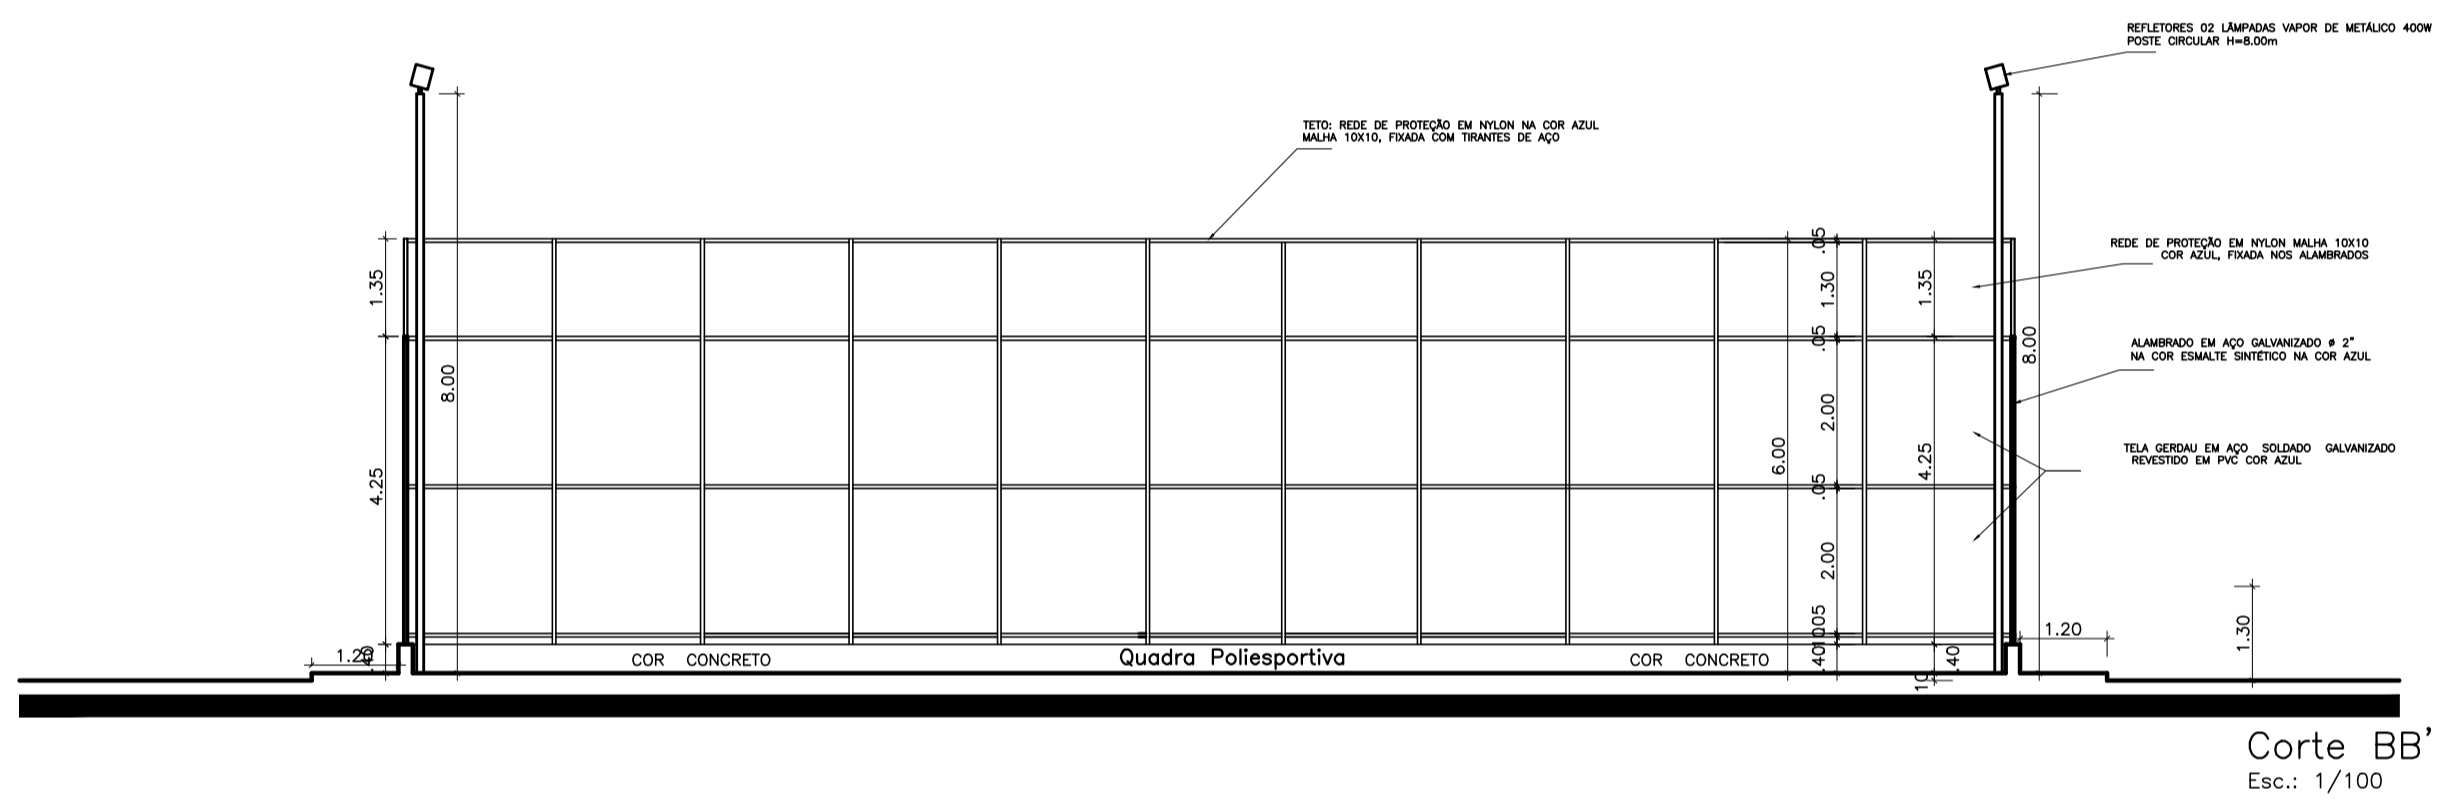 REFLETORES 02 LÂMPADAS VAPOR DE METÁLICO 400W
POSTE CIRCULAR H=8.00m
TETO: REDE DE PROTEÇÃO EM NYLON NA COR AZUL
MALHA 10X10, FIXADA COM TIRANTES DE AÇO
REDE DE PROTEÇÃO EM NYLON MALHA 10X10
COR AZUL, FIXADA NOS ALAMBRADOS
ALAMBRADO EM AÇO GALVANIZADO ø 2"
NA COR ESMALTE SINTÉTICO NA COR AZUL
TELA GERDAU EM AÇO SOLDADO GALVANIZADO
REVESTIDO EM PVC COR AZUL
1.35
4.25
.40
1.20
8.00
6.00
.05
1.30
.05
2.00
.05
2.00
.05
.10
.40
1.35
4.25
.40
.10
8.00
1.20
1.30
COR CONCRETO
Quadra Poliesportiva
COR CONCRETO
Corte BB'
Esc.: 1/100